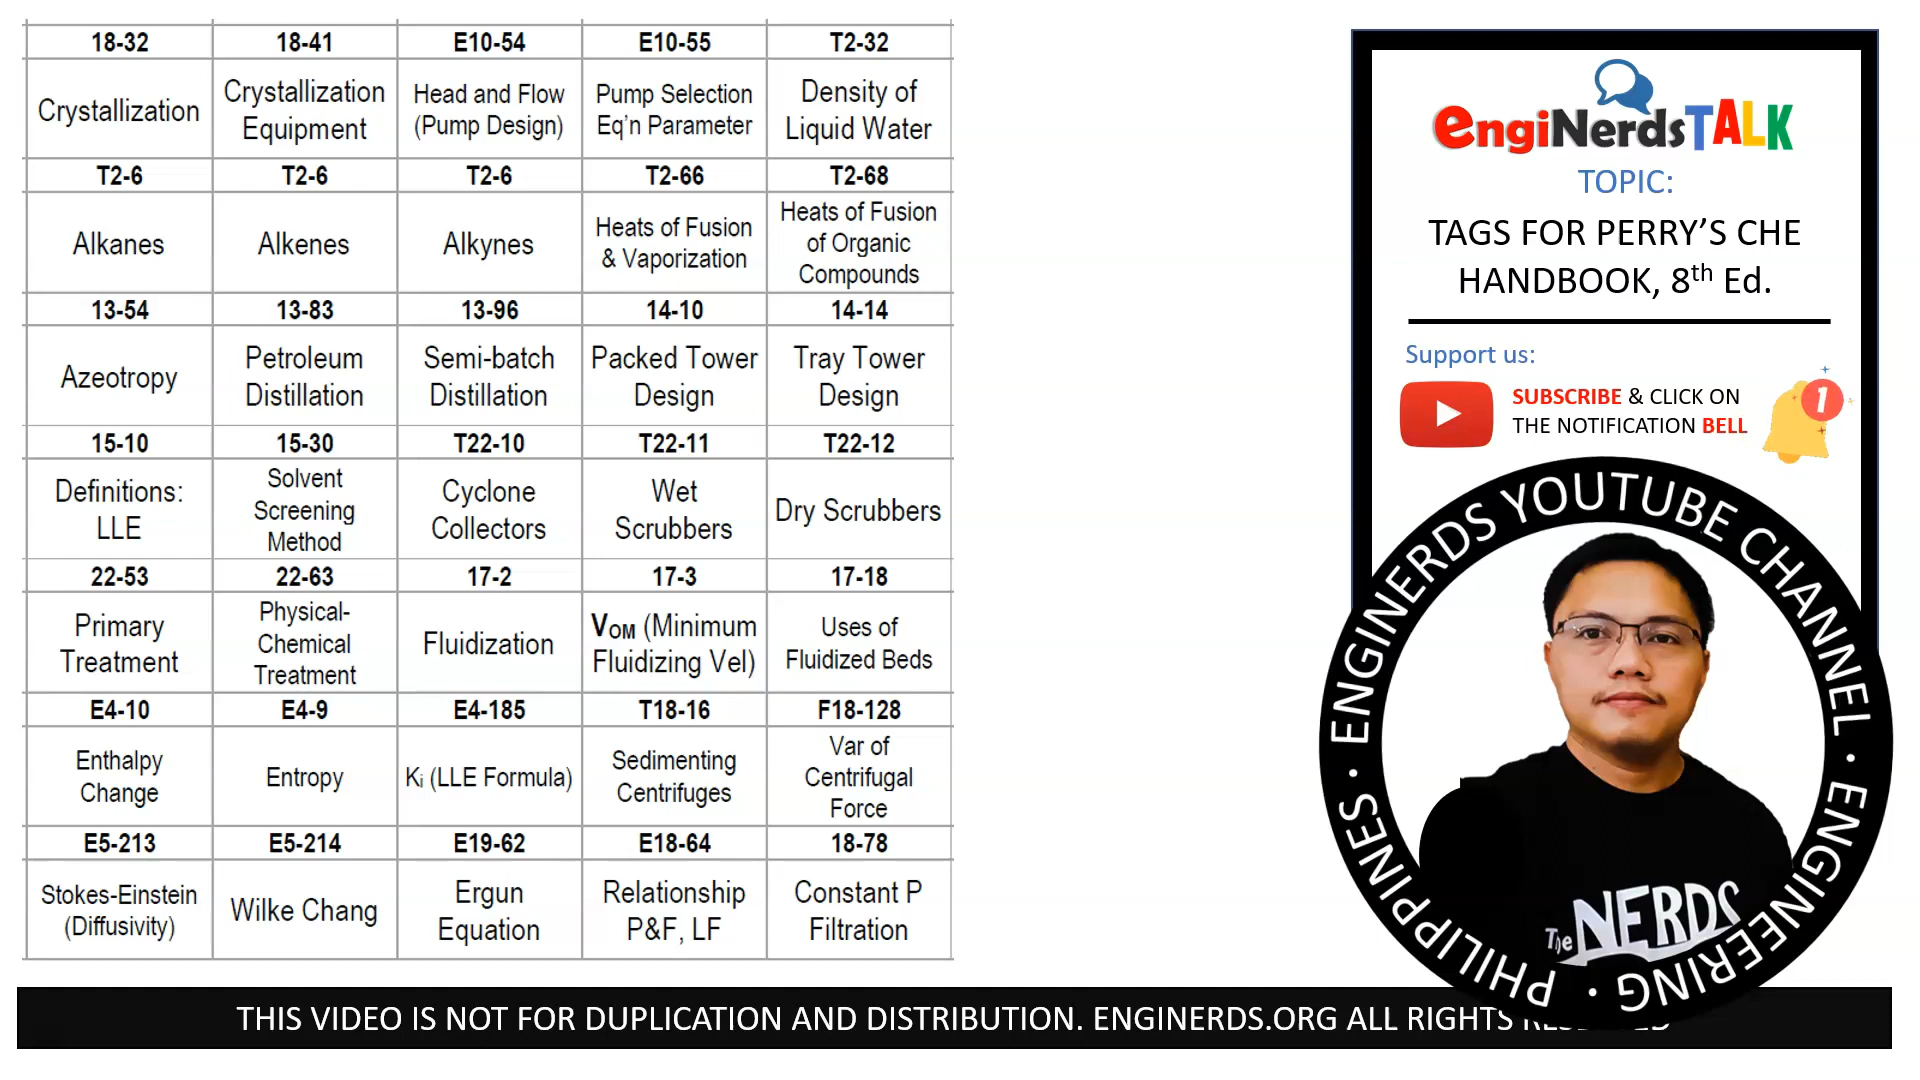 18-32 18-41 E10-54 E10-55 T2-32
Crystallization
Crystallization
Equipment
Head and Flow
(Pump Design)
Pump Selection
Eq’n Parameter
Density of
Liquid Water
T2-6 T2-6 T2-6 T2-66 T2-68
Alkanes
Alkenes
Alkynes
Heats of Fusion
& Vaporization
Heats of Fusion
of Organic
Compounds
13-54 13-83 13-96 14-10 14-14
Azeotropy
Petroleum
Distillation
Semi-batch
Distillation
Packed Tower
Design
Tray Tower
Design
15-10 15-30 T22-10 T22-11 T22-12
Definitions:
LLE
Solvent
Screening
Method
Cyclone
Collectors
Wet
Scrubbers
Dry Scrubbers
22-53 22-63 17-2 17-3 17-18
Primary
Treatment
Physical-
Chemical
Treatment
Fluidization
VOM (Minimum
Fluidizing Vel)
Uses of
Fluidized Beds
E4-10 E4-9 E4-185 T18-16 F18-128
Enthalpy
Change
Entropy
Ki (LLE Formula)
Sedimenting
Centrifuges
Var of
Centrifugal
Force
E5-213 E5-214 E19-62 E18-64 18-78
Stokes-Einstein
(Diffusivity)
Wilke Chang
Ergun
Equation
Relationship
P&F, LF
Constant P
Filtration
engiNerdsTALK
TOPIC:
TAGS FOR PERRY’S CHE
HANDBOOK, 8th Ed.
Support us:
SUBSCRIBE & CLICK ON
THE NOTIFICATION BELL
1
ENGINERDS YOUTUBE CHANNEL · ENGINEERING · PHILIPPINES ·
The NERDS
THIS VIDEO IS NOT FOR DUPLICATION AND DISTRIBUTION. ENGINERDS.ORG ALL RIGHTS